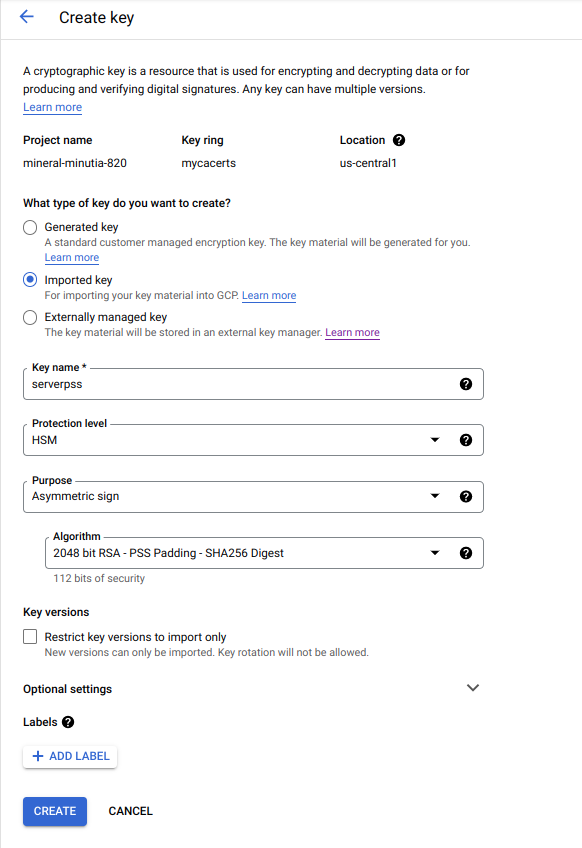 Create key
A cryptographic key is a resource that is used for encrypting and decrypting data or for
producing and verifying digital signatures. Any key can have multiple versions.
Learn more
Project name Key ring Location ?
mineral-minutia-820 mycacerts us-central1
What type of key do you want to create?
Generated key
A standard customer managed encryption key. The key material will be generated for you.
Learn more
Imported key
For importing your key material into GCP. Learn more
Externally managed key
The key material will be stored in an external key manager. Learn more
Key name *
serverpss ?
Protection level
HSM ?
Purpose
Asymmetric sign ?
Algorithm
2048 bit RSA - PSS Padding - SHA256 Digest ?
112 bits of security
Key versions
Restrict key versions to import only
New versions can only be imported. Key rotation will not be allowed.
Optional settings
Labels ?
+ ADD LABEL
CREATE CANCEL